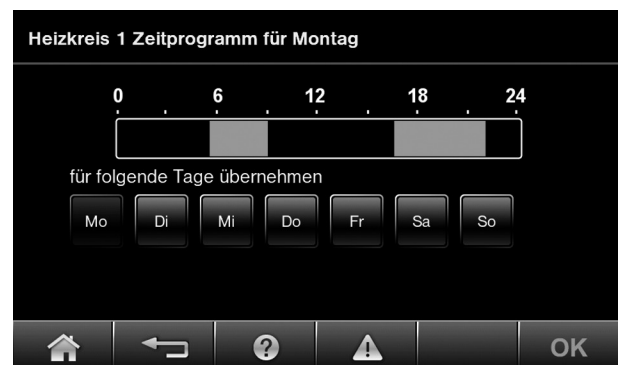 Heizkreis 1 Zeitprogramm für Montag
0 6 12 18 24
für folgende Tage übernehmen
Mo Di Mi Do Fr Sa So
? ! OK